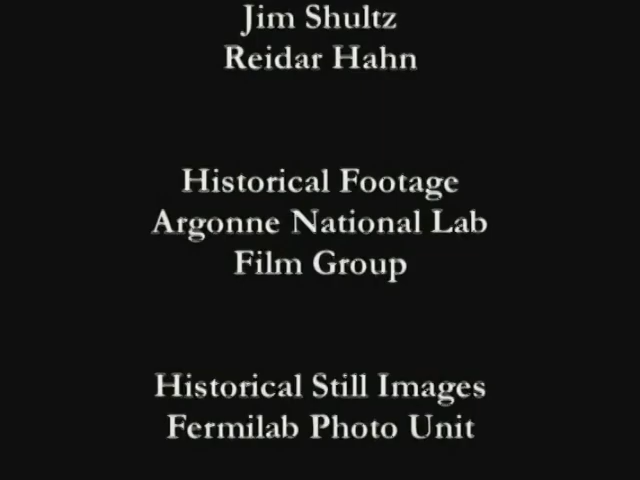 Jim Shultz
Reidar Hahn
Historical Footage
Argonne National Lab
Film Group
Historical Still Images
Fermilab Photo Unit